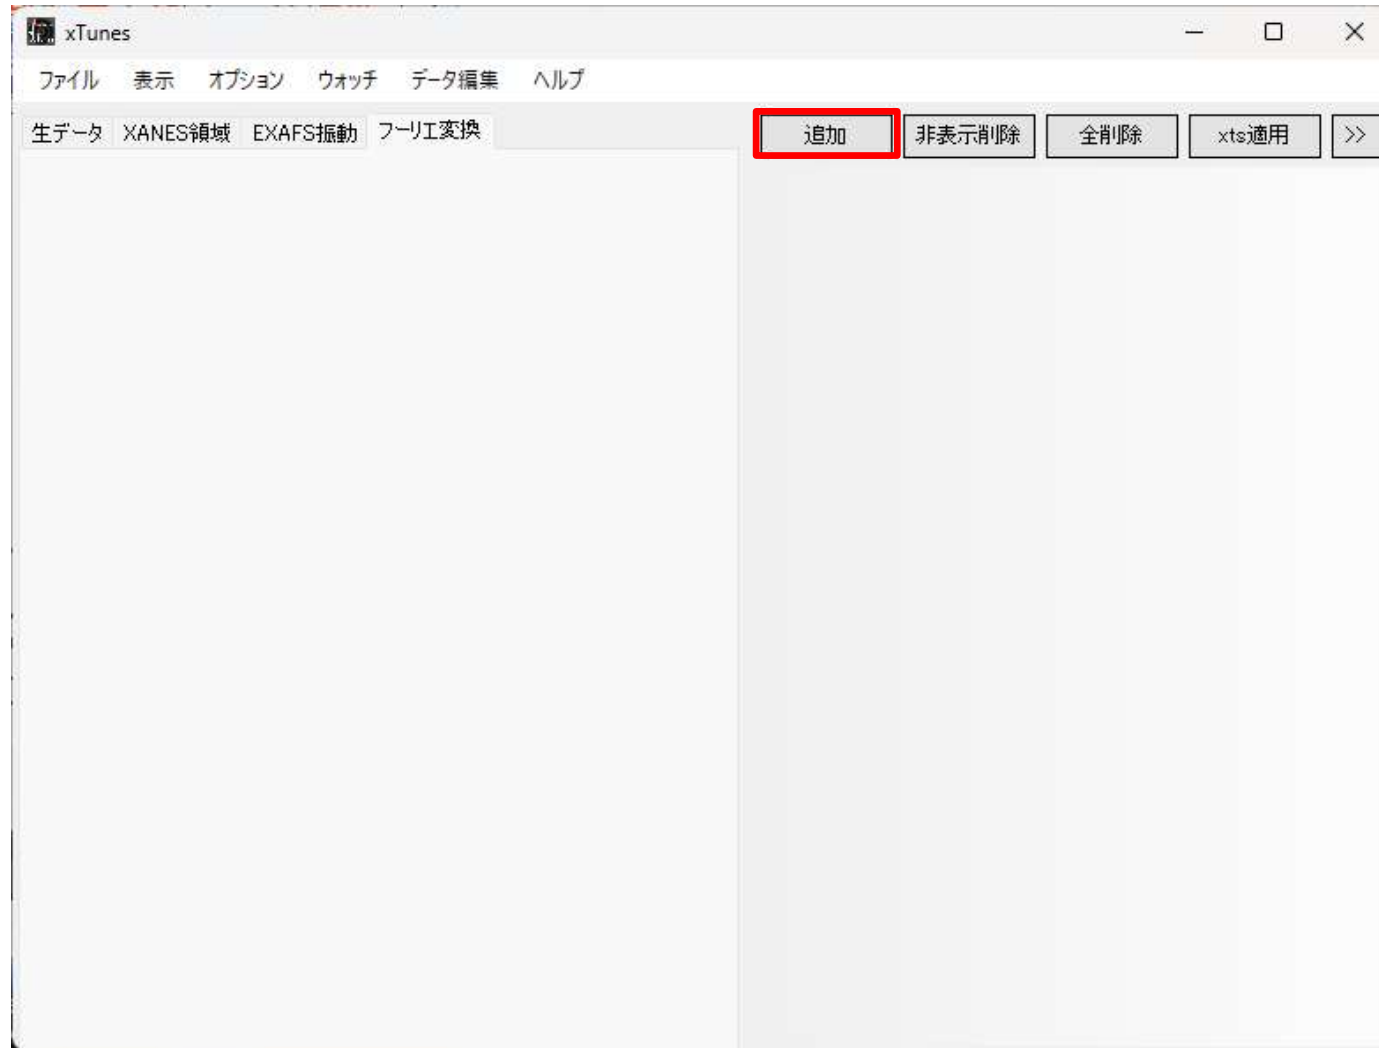 xTunes
ファイル 表示 オプション ウォッチ データ編集 ヘルプ
生データ XANES領域 EXAFS振動 フーリエ変換 追加 非表示削除 全削除 xts適用 >>